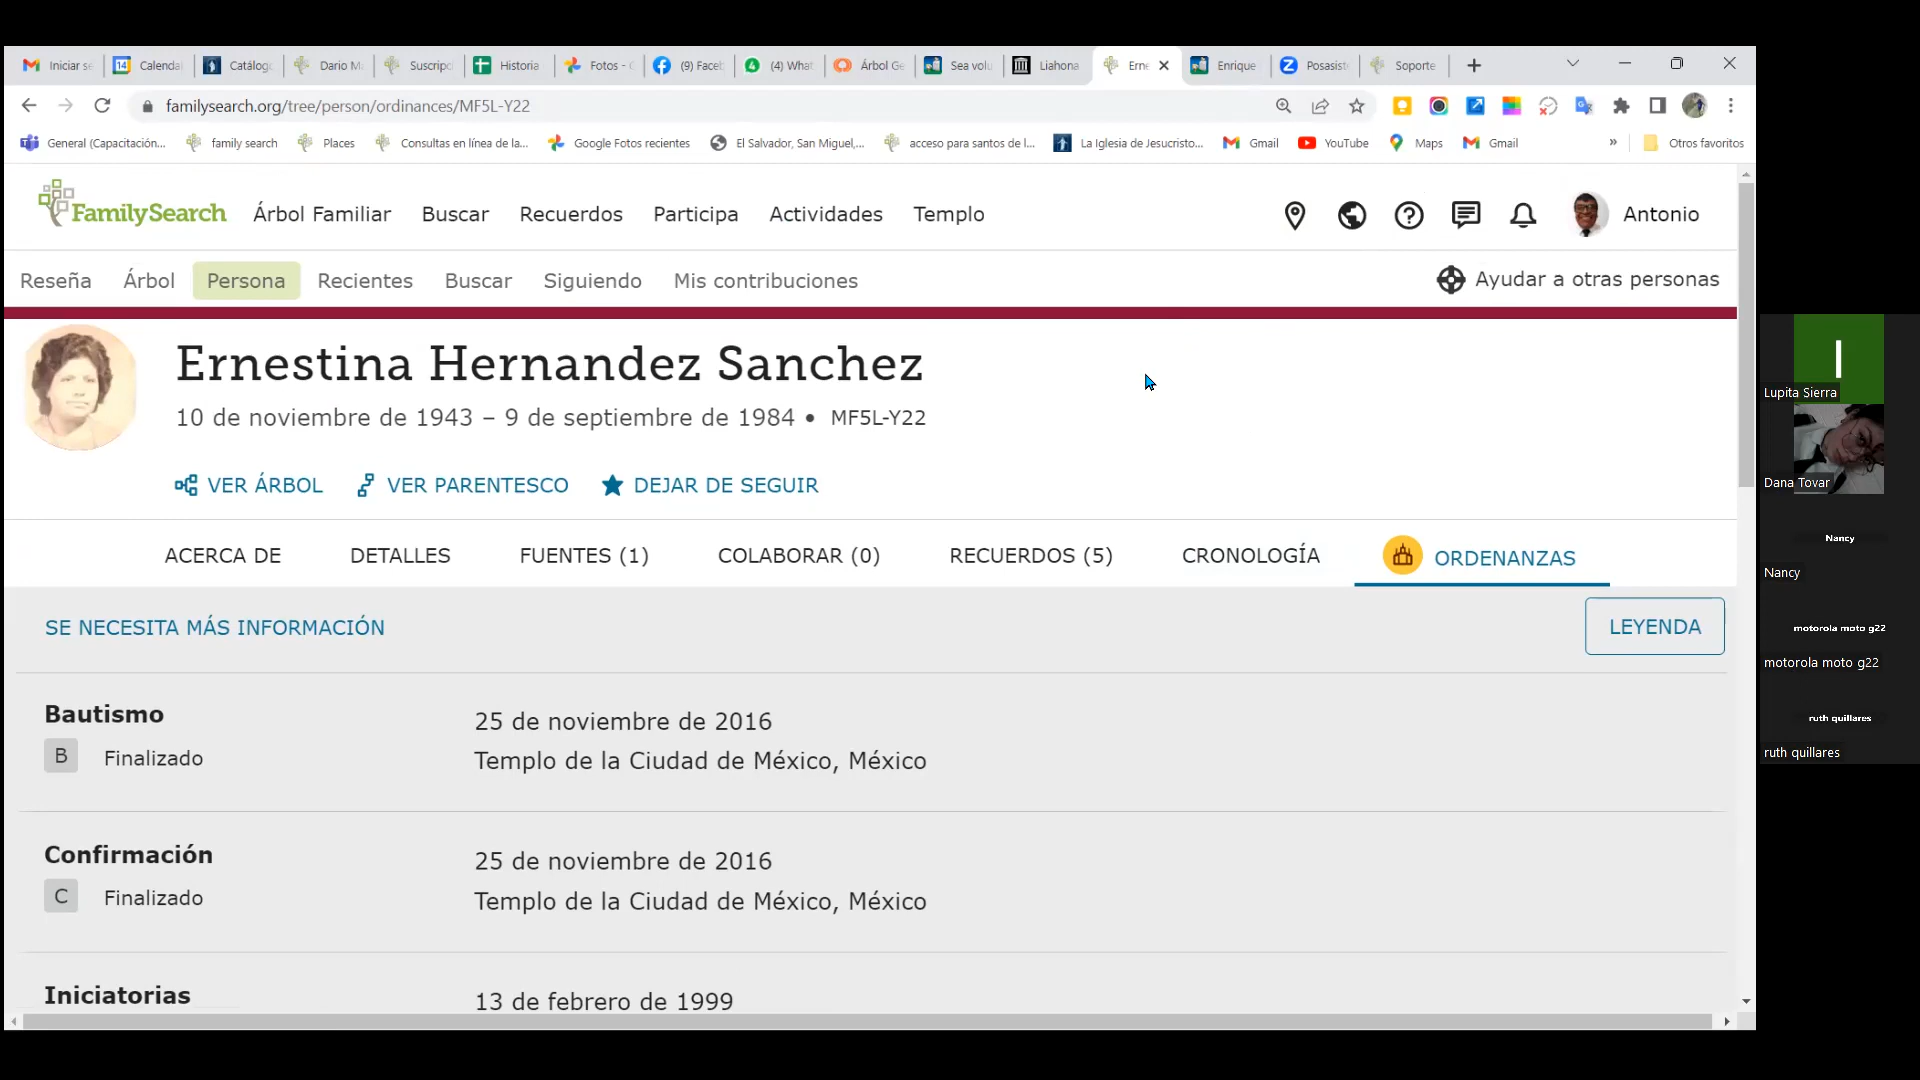 Iniciar se
14 Calenda
Catálogo
Dario M
Suscripc
Historia
Fotos - G
(9) Faceb
4 (4) What
Árbol Ge
Sea volu
Liahona
Erne
Enrique
Posasist
Soporte
familysearch.org/tree/person/ordinances/MF5L-Y22
General (Capacitación...
family search
Places
Consultas en línea de la...
Google Fotos recientes
El Salvador, San Miguel,...
acceso para santos de l...
La Iglesia de Jesucristo...
Gmail
YouTube
Maps
Gmail
»
Otros favoritos
FamilySearch
Árbol Familiar
Buscar
Recuerdos
Participa
Actividades
Templo
Antonio
Reseña
Árbol
Persona
Recientes
Buscar
Siguiendo
Mis contribuciones
Ayudar a otras personas
Ernestina Hernandez Sanchez
10 de noviembre de 1943 – 9 de septiembre de 1984 • MF5L-Y22
VER ÁRBOL
VER PARENTESCO
DEJAR DE SEGUIR
ACERCA DE
DETALLES
FUENTES (1)
COLABORAR (0)
RECUERDOS (5)
CRONOLOGÍA
ORDENANZAS
SE NECESITA MÁS INFORMACIÓN
LEYENDA
Bautismo
25 de noviembre de 2016
B Finalizado
Templo de la Ciudad de México, México
Confirmación
25 de noviembre de 2016
C Finalizado
Templo de la Ciudad de México, México
Iniciatorias
13 de febrero de 1999
l
Lupita Sierra
Dana Tovar
Nancy
Nancy
motorola moto g22
motorola moto g22
ruth quillares
ruth quillares